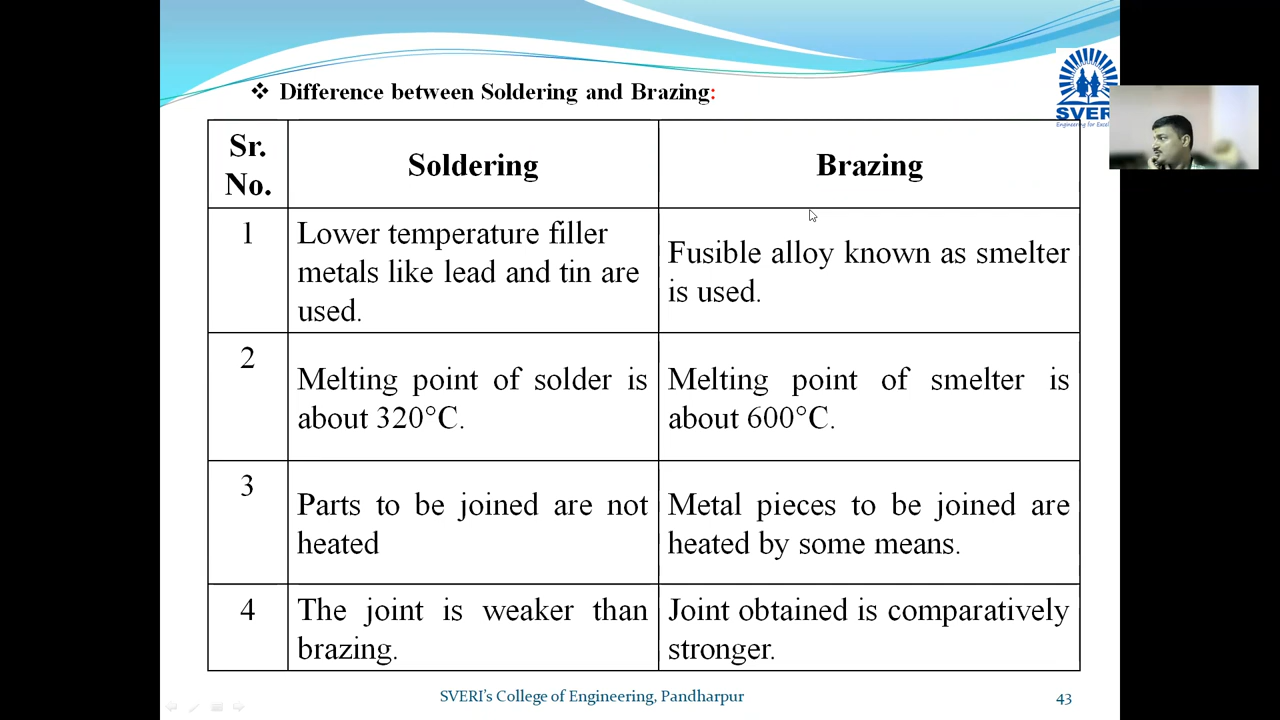 ❖ Difference between Soldering and Brazing:
SVERI
Engineering for Excel
Sr.
No.
Soldering
Brazing
1
Lower temperature filler
metals like lead and tin are
used.
Fusible alloy known as smelter
is used.
2
Melting point of solder is
about 320°C.
Melting point of smelter is
about 600°C.
3
Parts to be joined are not
heated
Metal pieces to be joined are
heated by some means.
4
The joint is weaker than
brazing.
Joint obtained is comparatively
stronger.
SVERI's College of Engineering, Pandharpur
43